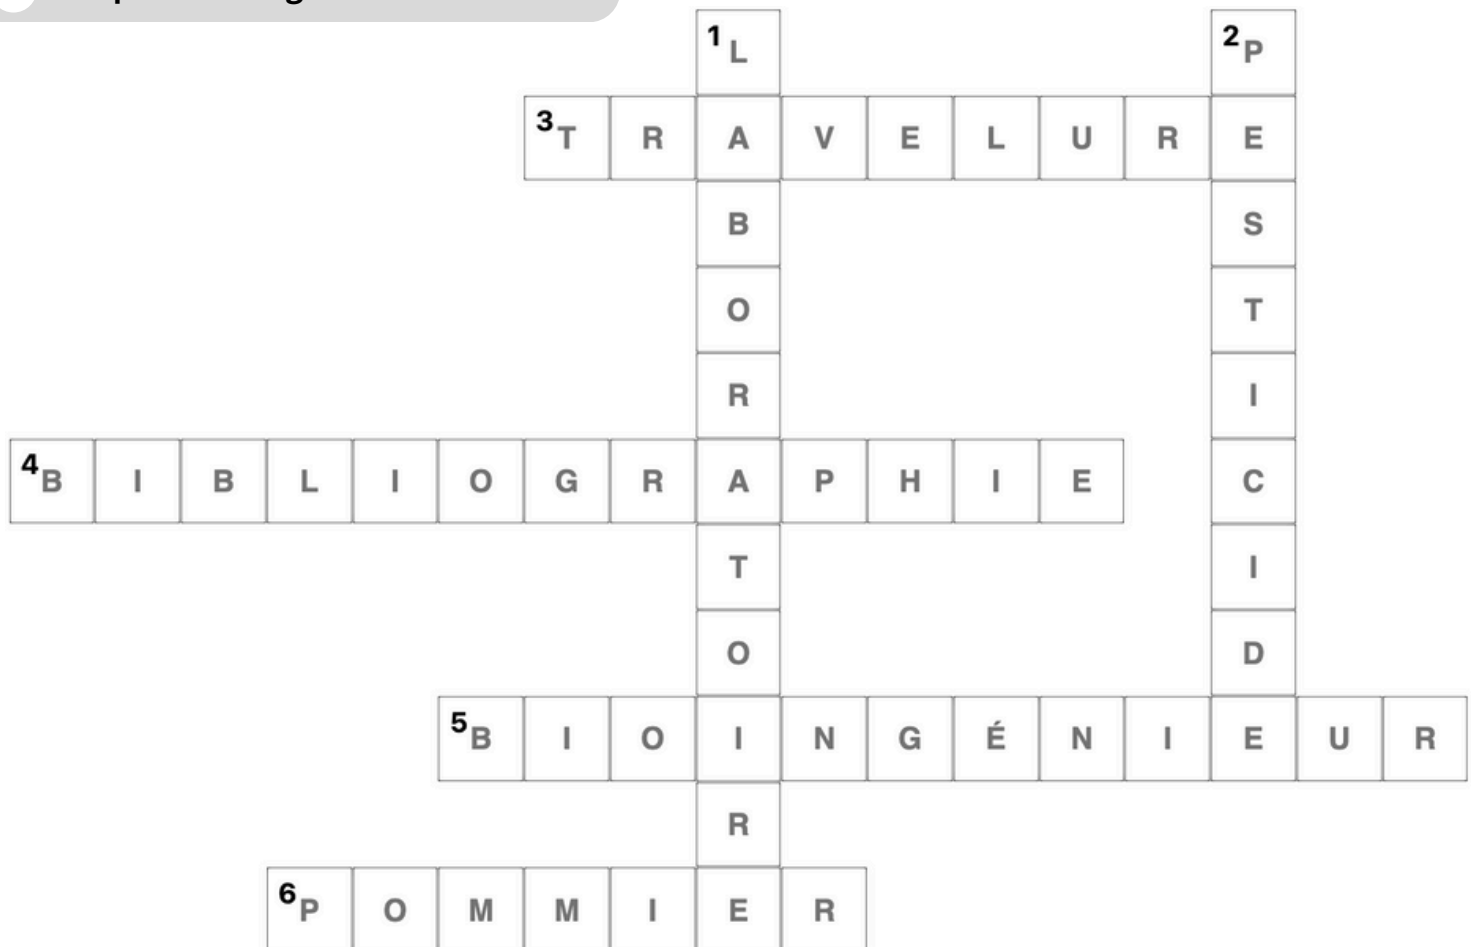 1 L 2 P
3 T R A V E L U R E
B S
O T
R I
4 B I B L I O G R A P H I E C
T I
O D
5 B I O I N G É N I E U R
R
6 P O M M I E R